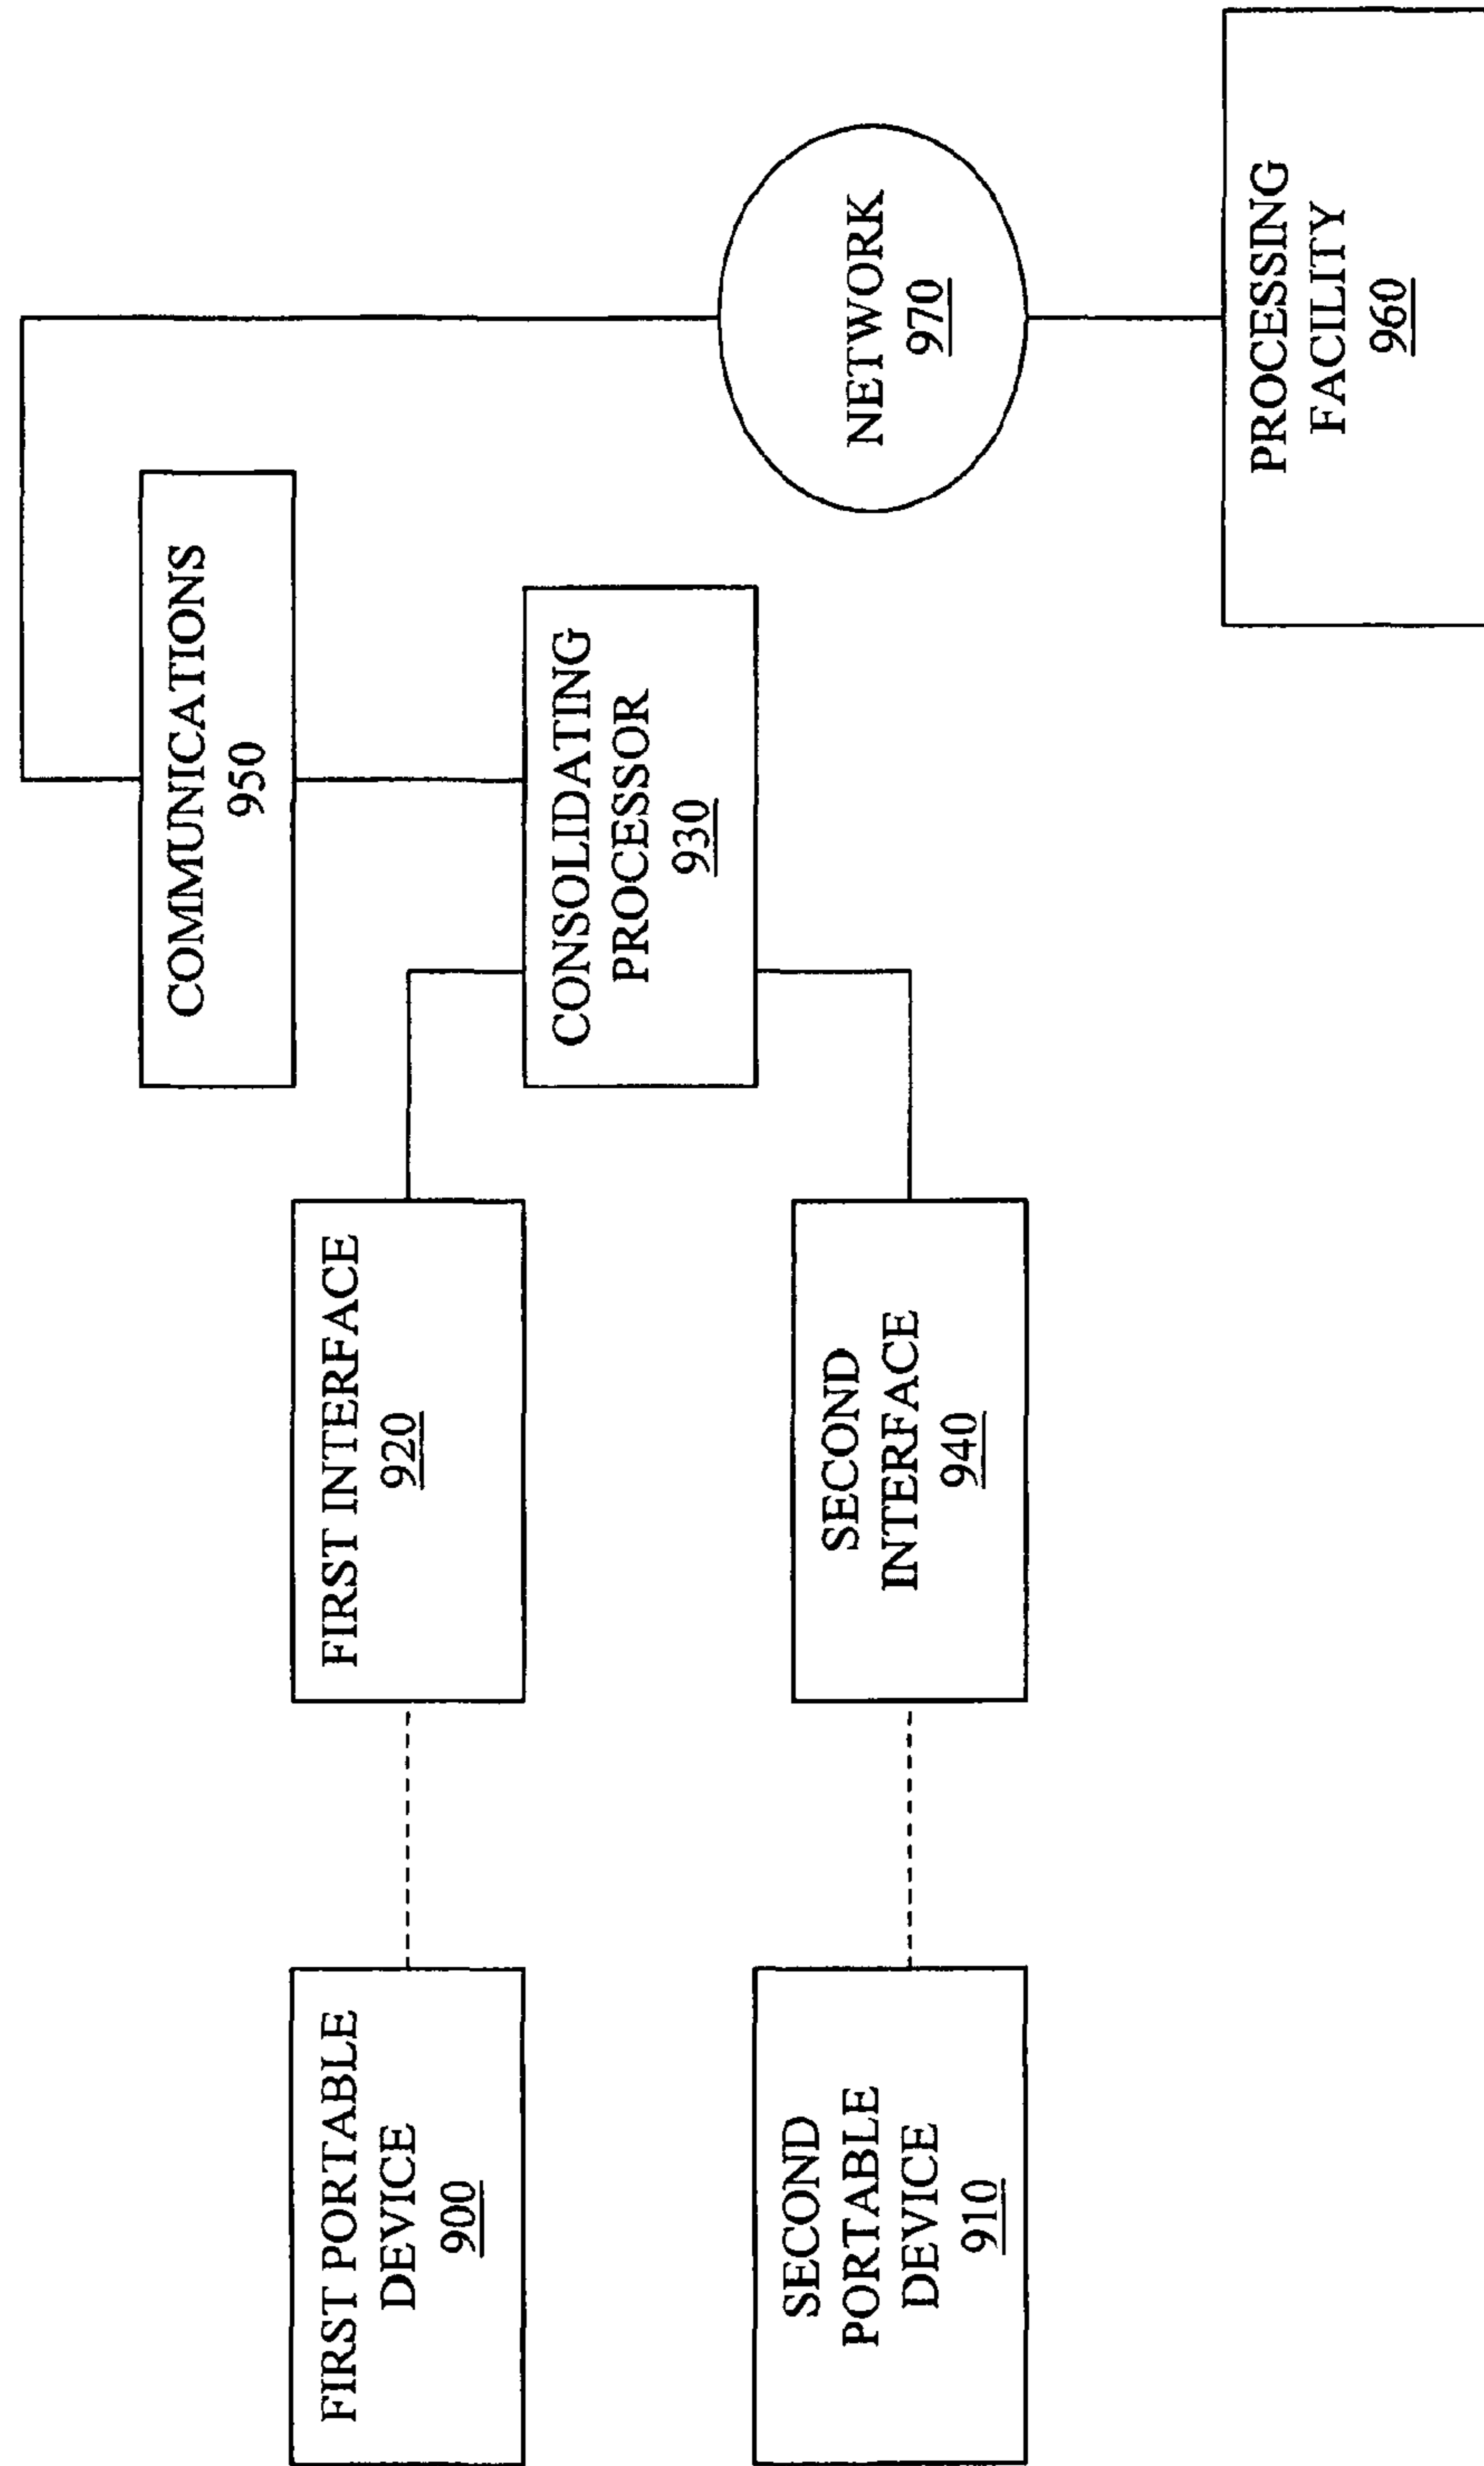 COMMUNICATIONS
950
FIRST PORTABLE
DEVICE
900
FIRST INTERFACE
920
CONSOLIDATING
PROCESSOR
930
SECOND
PORTABLE
DEVICE
910
SECOND
INTERFACE
940
NETWORK
970
PROCESSING
FACILITY
960